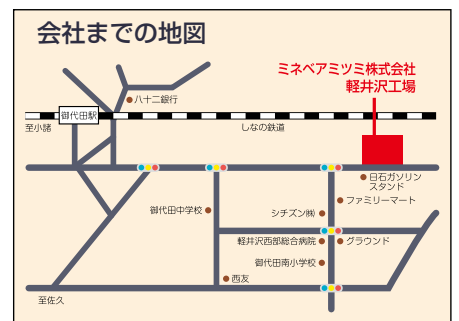 会社までの地図
ミネベアミツミ株式会社
軽井沢工場
八十二銀行
御代田駅
至小諸
しなの鉄道
日石ガソリン
スタンド
ファミリーマート
御代田中学校
シチズン㈱
軽井沢西部総合病院
グラウンド
御代田南小学校
西友
至佐久